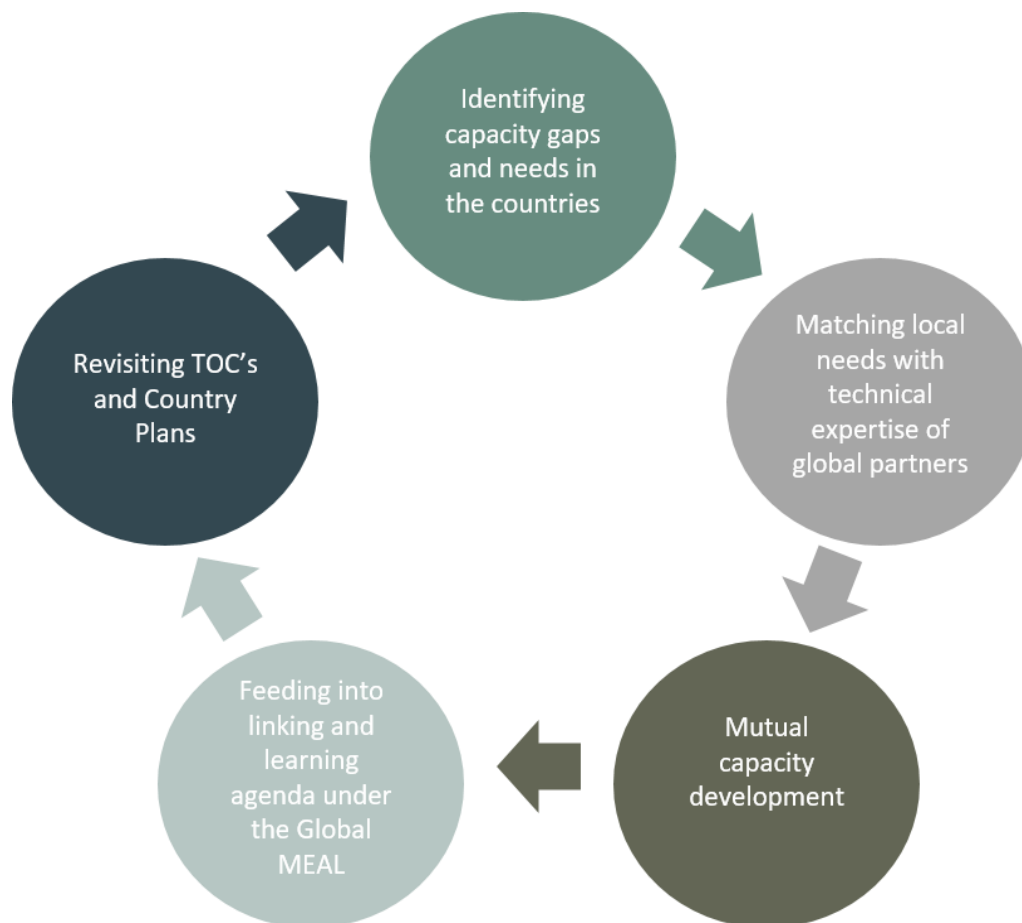 Identifying
capacity gaps
and needs in
the countries
Matching local
needs with
technical
expertise of
global partners
Mutual
capacity
development
Feeding into
linking and
learning
agenda under
the Global
MEAL
Revisiting TOC’s
and Country
Plans